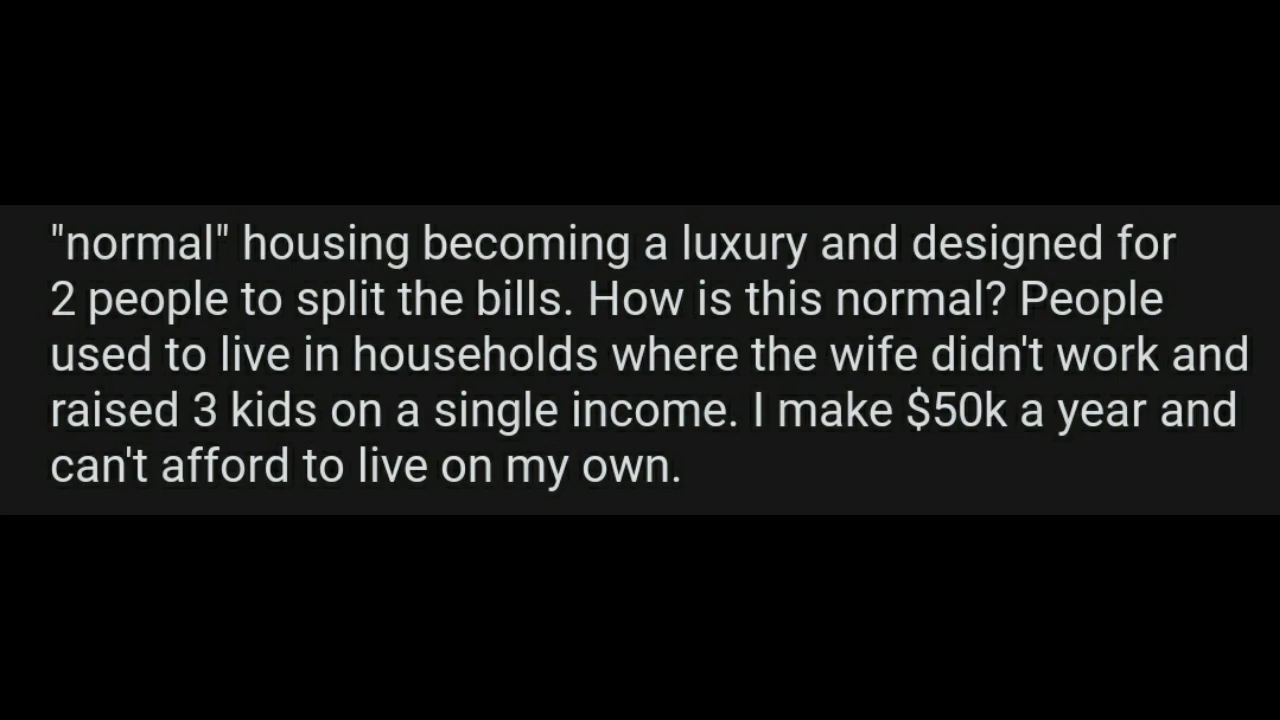 "normal" housing becoming a luxury and designed for
2 people to split the bills. How is this normal? People
used to live in households where the wife didn't work and
raised 3 kids on a single income. I make $50k a year and
can't afford to live on my own.